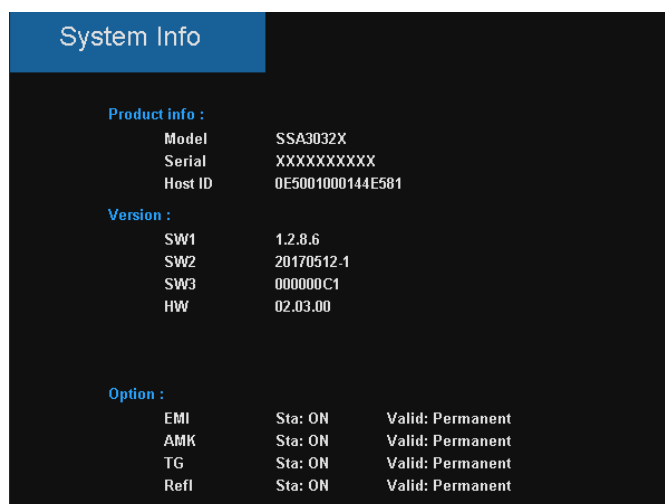 System Info
Product info :
Model SSA3032X
Serial XXXXXXXXXX
Host ID 0E5001000144E581
Version :
SW1 1.2.8.6
SW2 20170512-1
SW3 000000C1
HW 02.03.00
Option :
EMI Sta: ON Valid: Permanent
AMK Sta: ON Valid: Permanent
TG Sta: ON Valid: Permanent
Refl Sta: ON Valid: Permanent